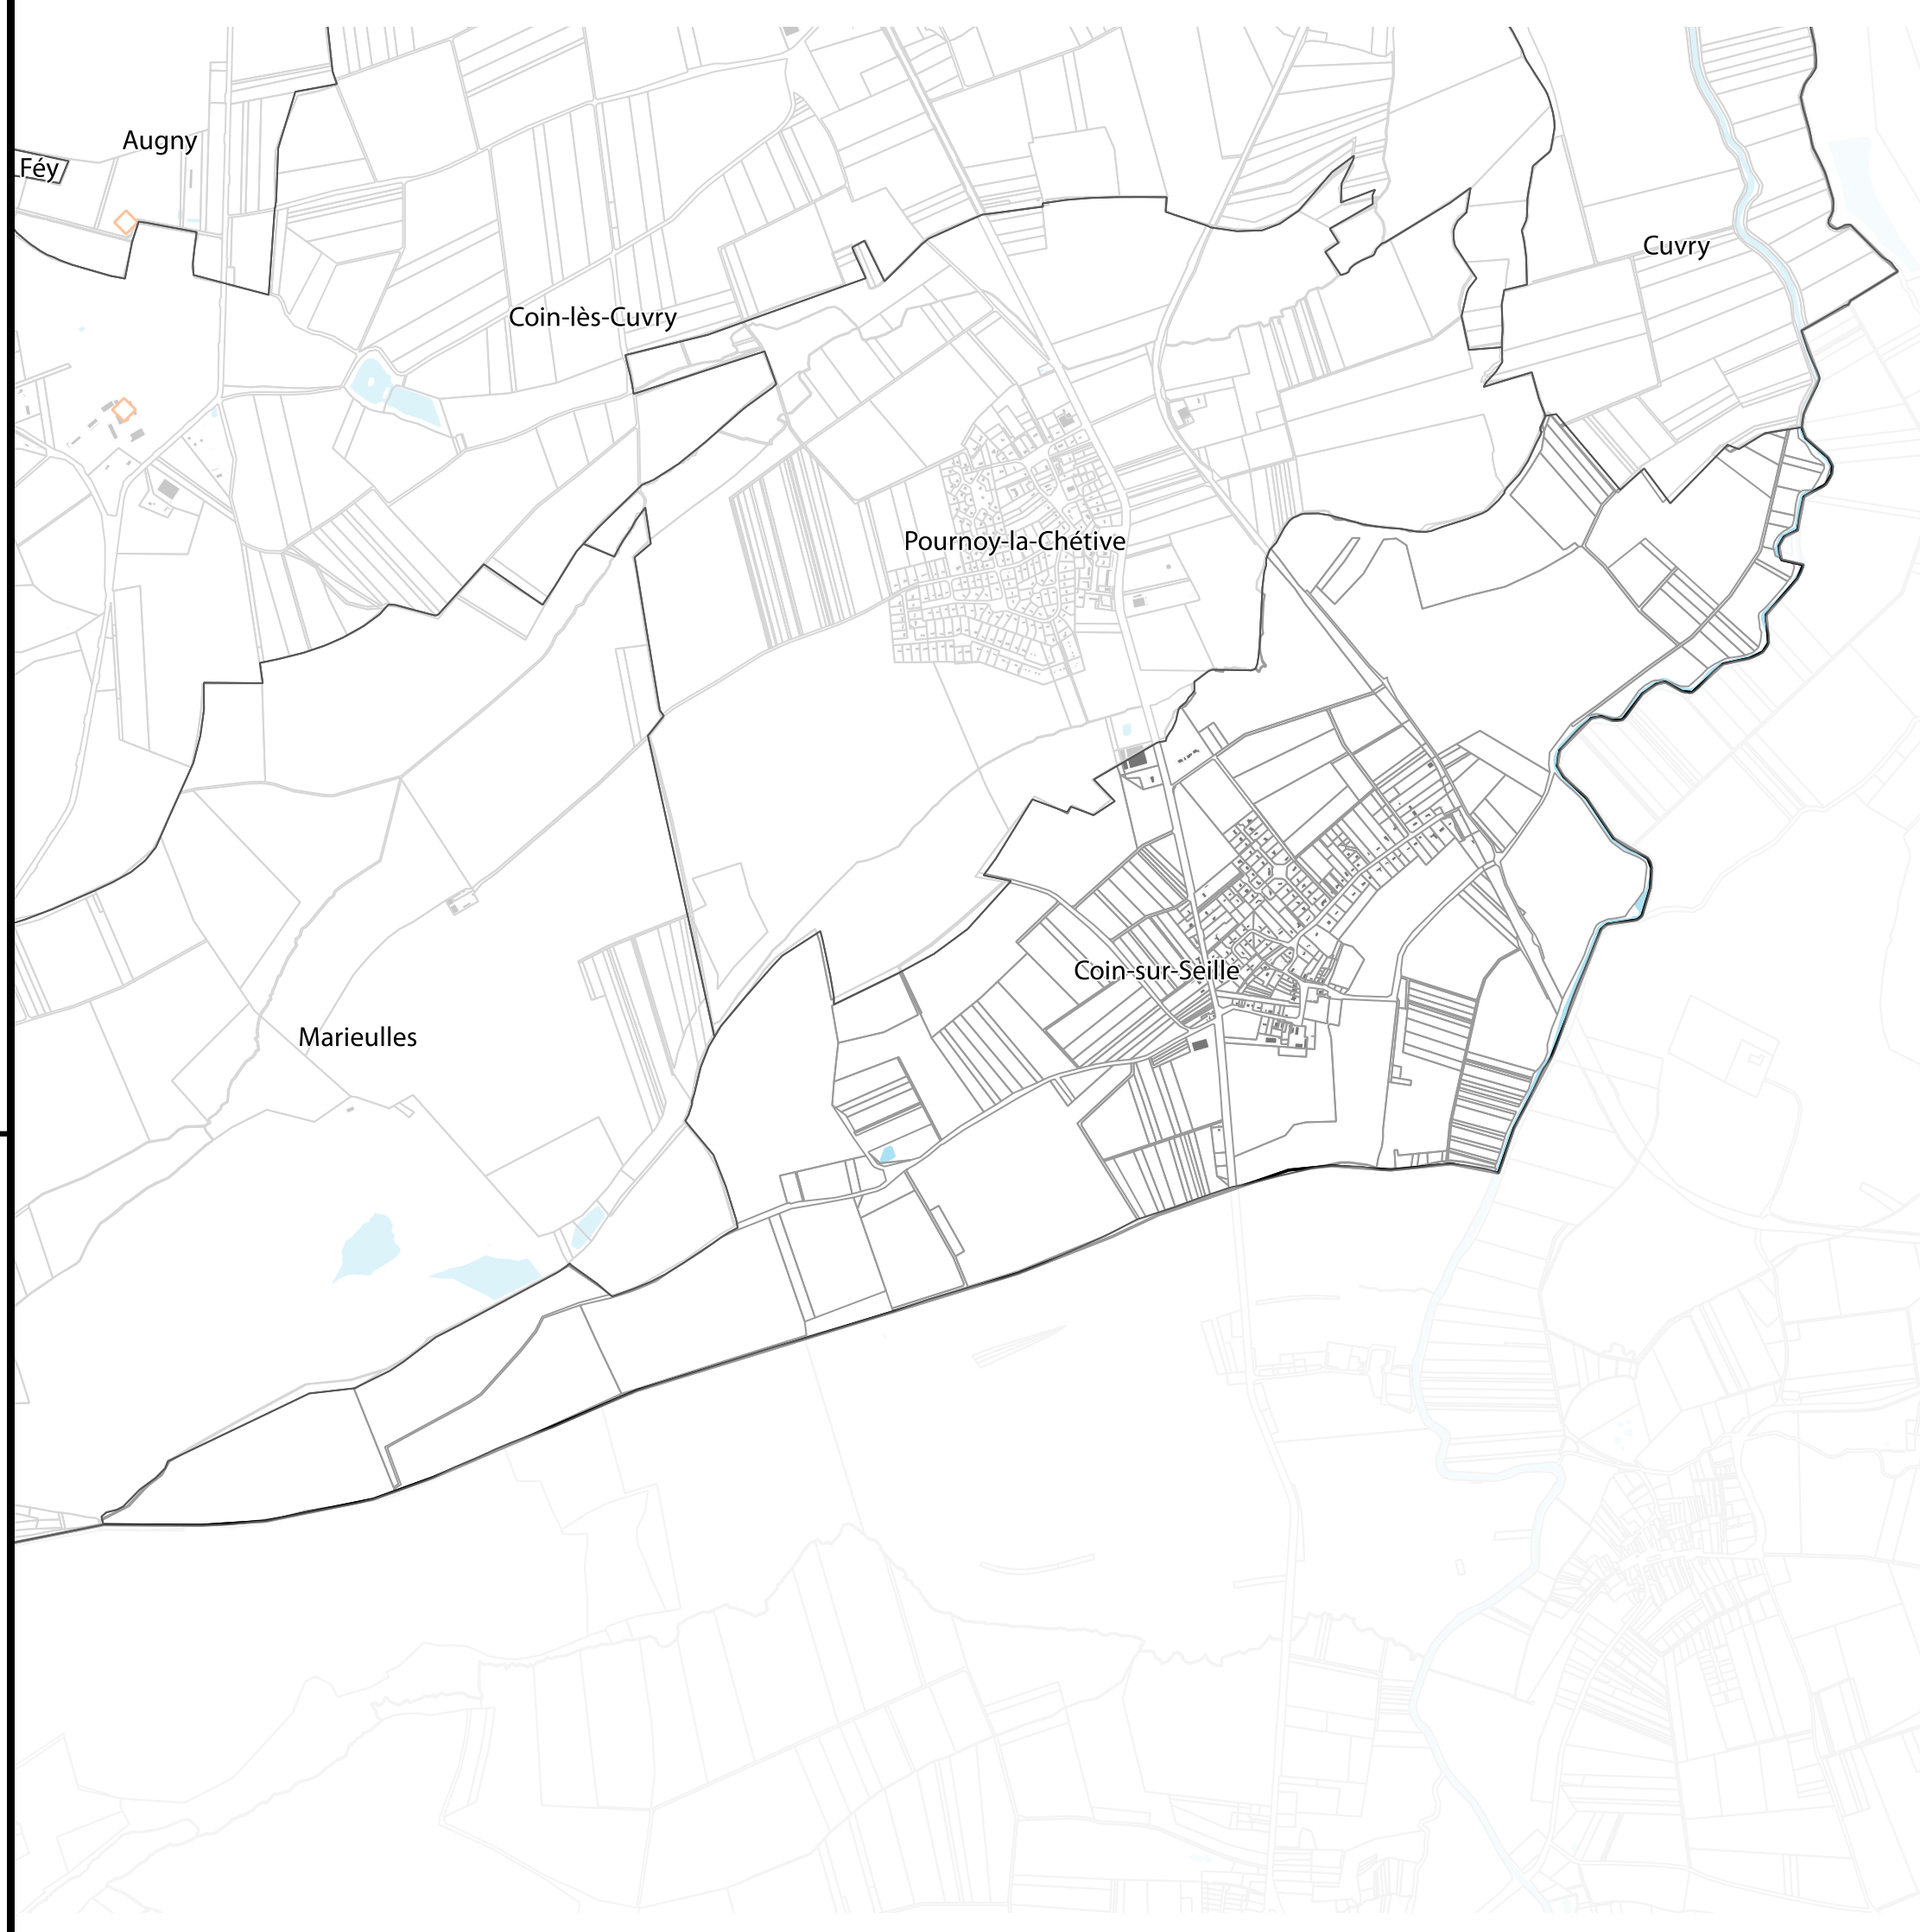 Augny
Féy
Cuvry
Coin-lès-Cuvry
Pournoy-la-Chétive
Coin-sur-Seille
Marieulles